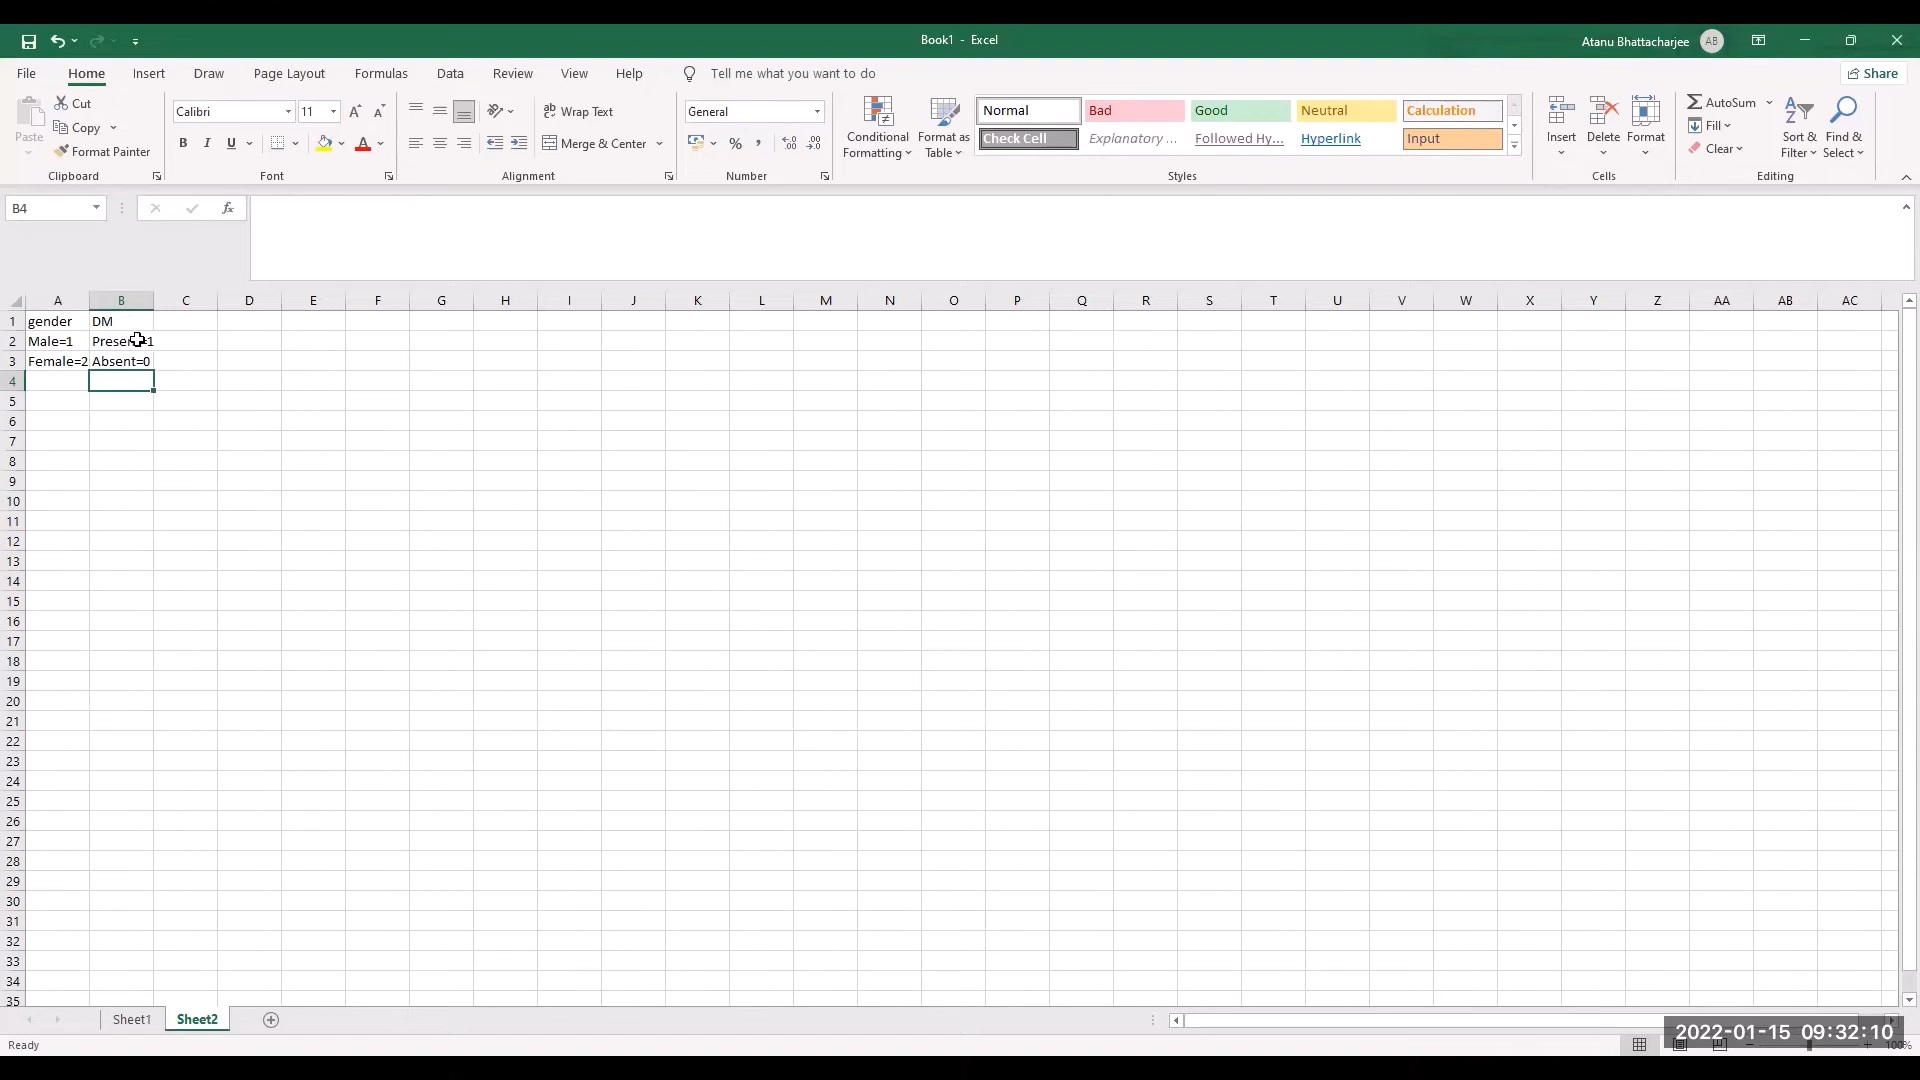 Book1 - Excel
Atanu Bhattacharjee AB
File Home Insert Draw Page Layout Formulas Data Review View Help Tell me what you want to do Share
Paste Cut Copy Format Painter
Clipboard
Calibri 11
B I U
Font
Wrap Text
Merge & Center
Alignment
General
Number
Conditional Formatting
Format as Table
Normal Bad Good Neutral Calculation
Check Cell Explanatory ... Followed Hy... Hyperlink Input
Styles
Insert Delete Format
Cells
AutoSum
Fill
Clear
Sort & Filter
Find & Select
Editing
B4 fx
A B C D E F G H I J K L M N O P Q R S T U V W X Y Z AA AB AC
1 gender DM
2 Male=1
3 Female=2 Absent=0
4
5
6
7
8
9
10
11
12
13
14
15
16
17
18
19
20
21
22
23
24
25
26
27
28
29
30
31
32
33
34
35
Sheet1 Sheet2
Ready
2022-01-15 09:32:10
100%